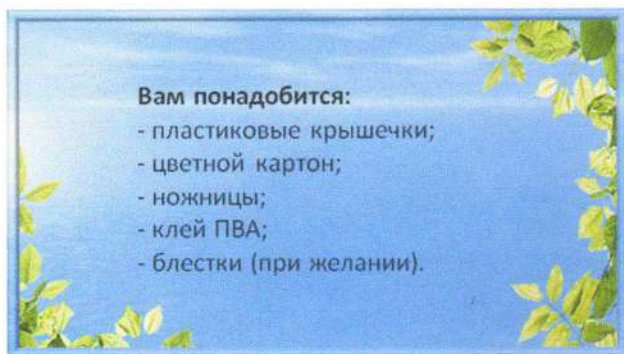 Вам понадобится:
- пластиковые крышечки;
- цветной картон;
- ножницы;
- клей ПВА;
- блестки (при желании).